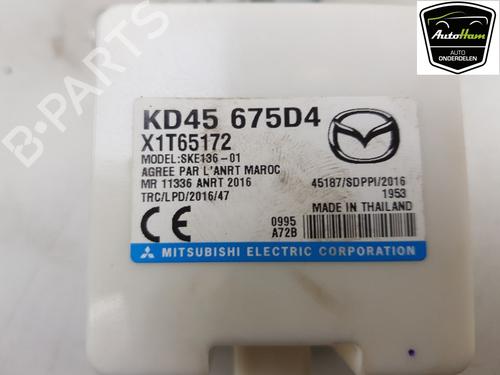 AutoHam
AUTO
ONDERDELEN
B-PARTS
KD45 675D4
X1T65172
MODEL:SKE136-01
AGREE PAR L'ANRT MAROC
MR 11336 ANRT 2016
TRC/LPD/2016/47
45187/SDPPI/2016
1953
0995
MADE IN THAILAND
A72B
MITSUBISHI ELECTRIC CORPORATION